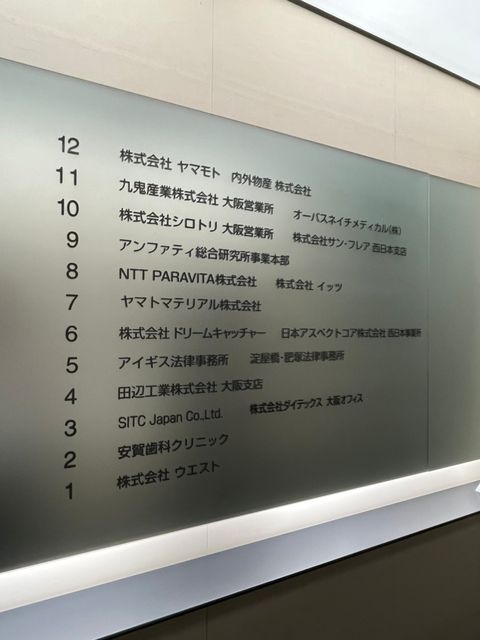 12 株式会社 ヤマモト 内外物産 株式会社
11 九鬼産業株式会社 大阪営業所 オーバスネイチメディカル(株)
10 株式会社シロトリ 大阪営業所 株式会社サン・フレア 西日本支店
9 アンファティ総合研究所事業本部
8 NTT PARAVITA株式会社 株式会社 イッツ
7 ヤマトマテリアル株式会社
6 株式会社 ドリームキャッチャー 日本アスペクトコア株式会社 西日本事業所
5 アイギス法律事務所 淀屋橋・肥塚法律事務所
4 田辺工業株式会社 大阪支店
3 SITC Japan Co.,Ltd. 株式会社ダイテックス 大阪オフィス
2 安賀歯科クリニック
1 株式会社 ウエスト